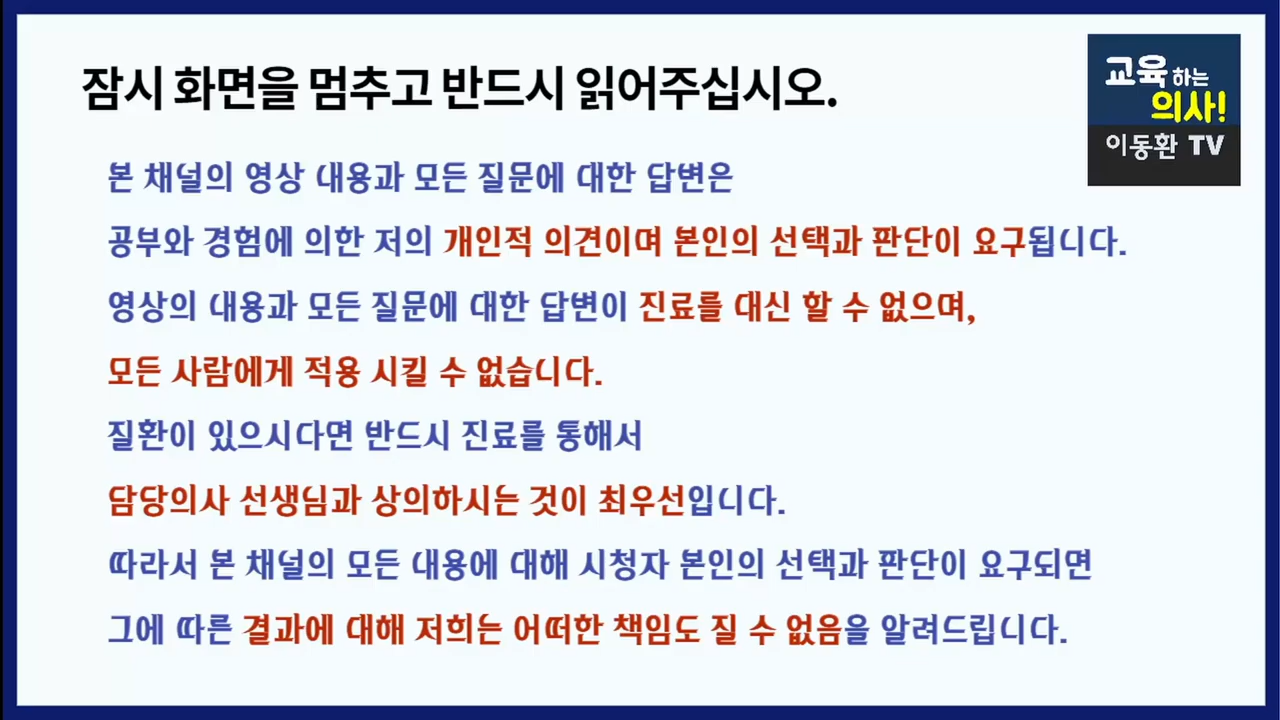 잠시 화면을 멈추고 반드시 읽어주십시오.
교육하는
의사!
이동환 TV
본 채널의 영상 내용과 모든 질문에 대한 답변은
공부와 경험에 의한 저의 개인적 의견이며 본인의 선택과 판단이 요구됩니다.
영상의 내용과 모든 질문에 대한 답변이 진료를 대신 할 수 없으며,
모든 사람에게 적용 시킬 수 없습니다.
질환이 있으시다면 반드시 진료를 통해서
담당의사 선생님과 상의하시는 것이 최우선입니다.
따라서 본 채널의 모든 내용에 대해 시청자 본인의 선택과 판단이 요구되면
그에 따른 결과에 대해 저희는 어떠한 책임도 질 수 없음을 알려드립니다.